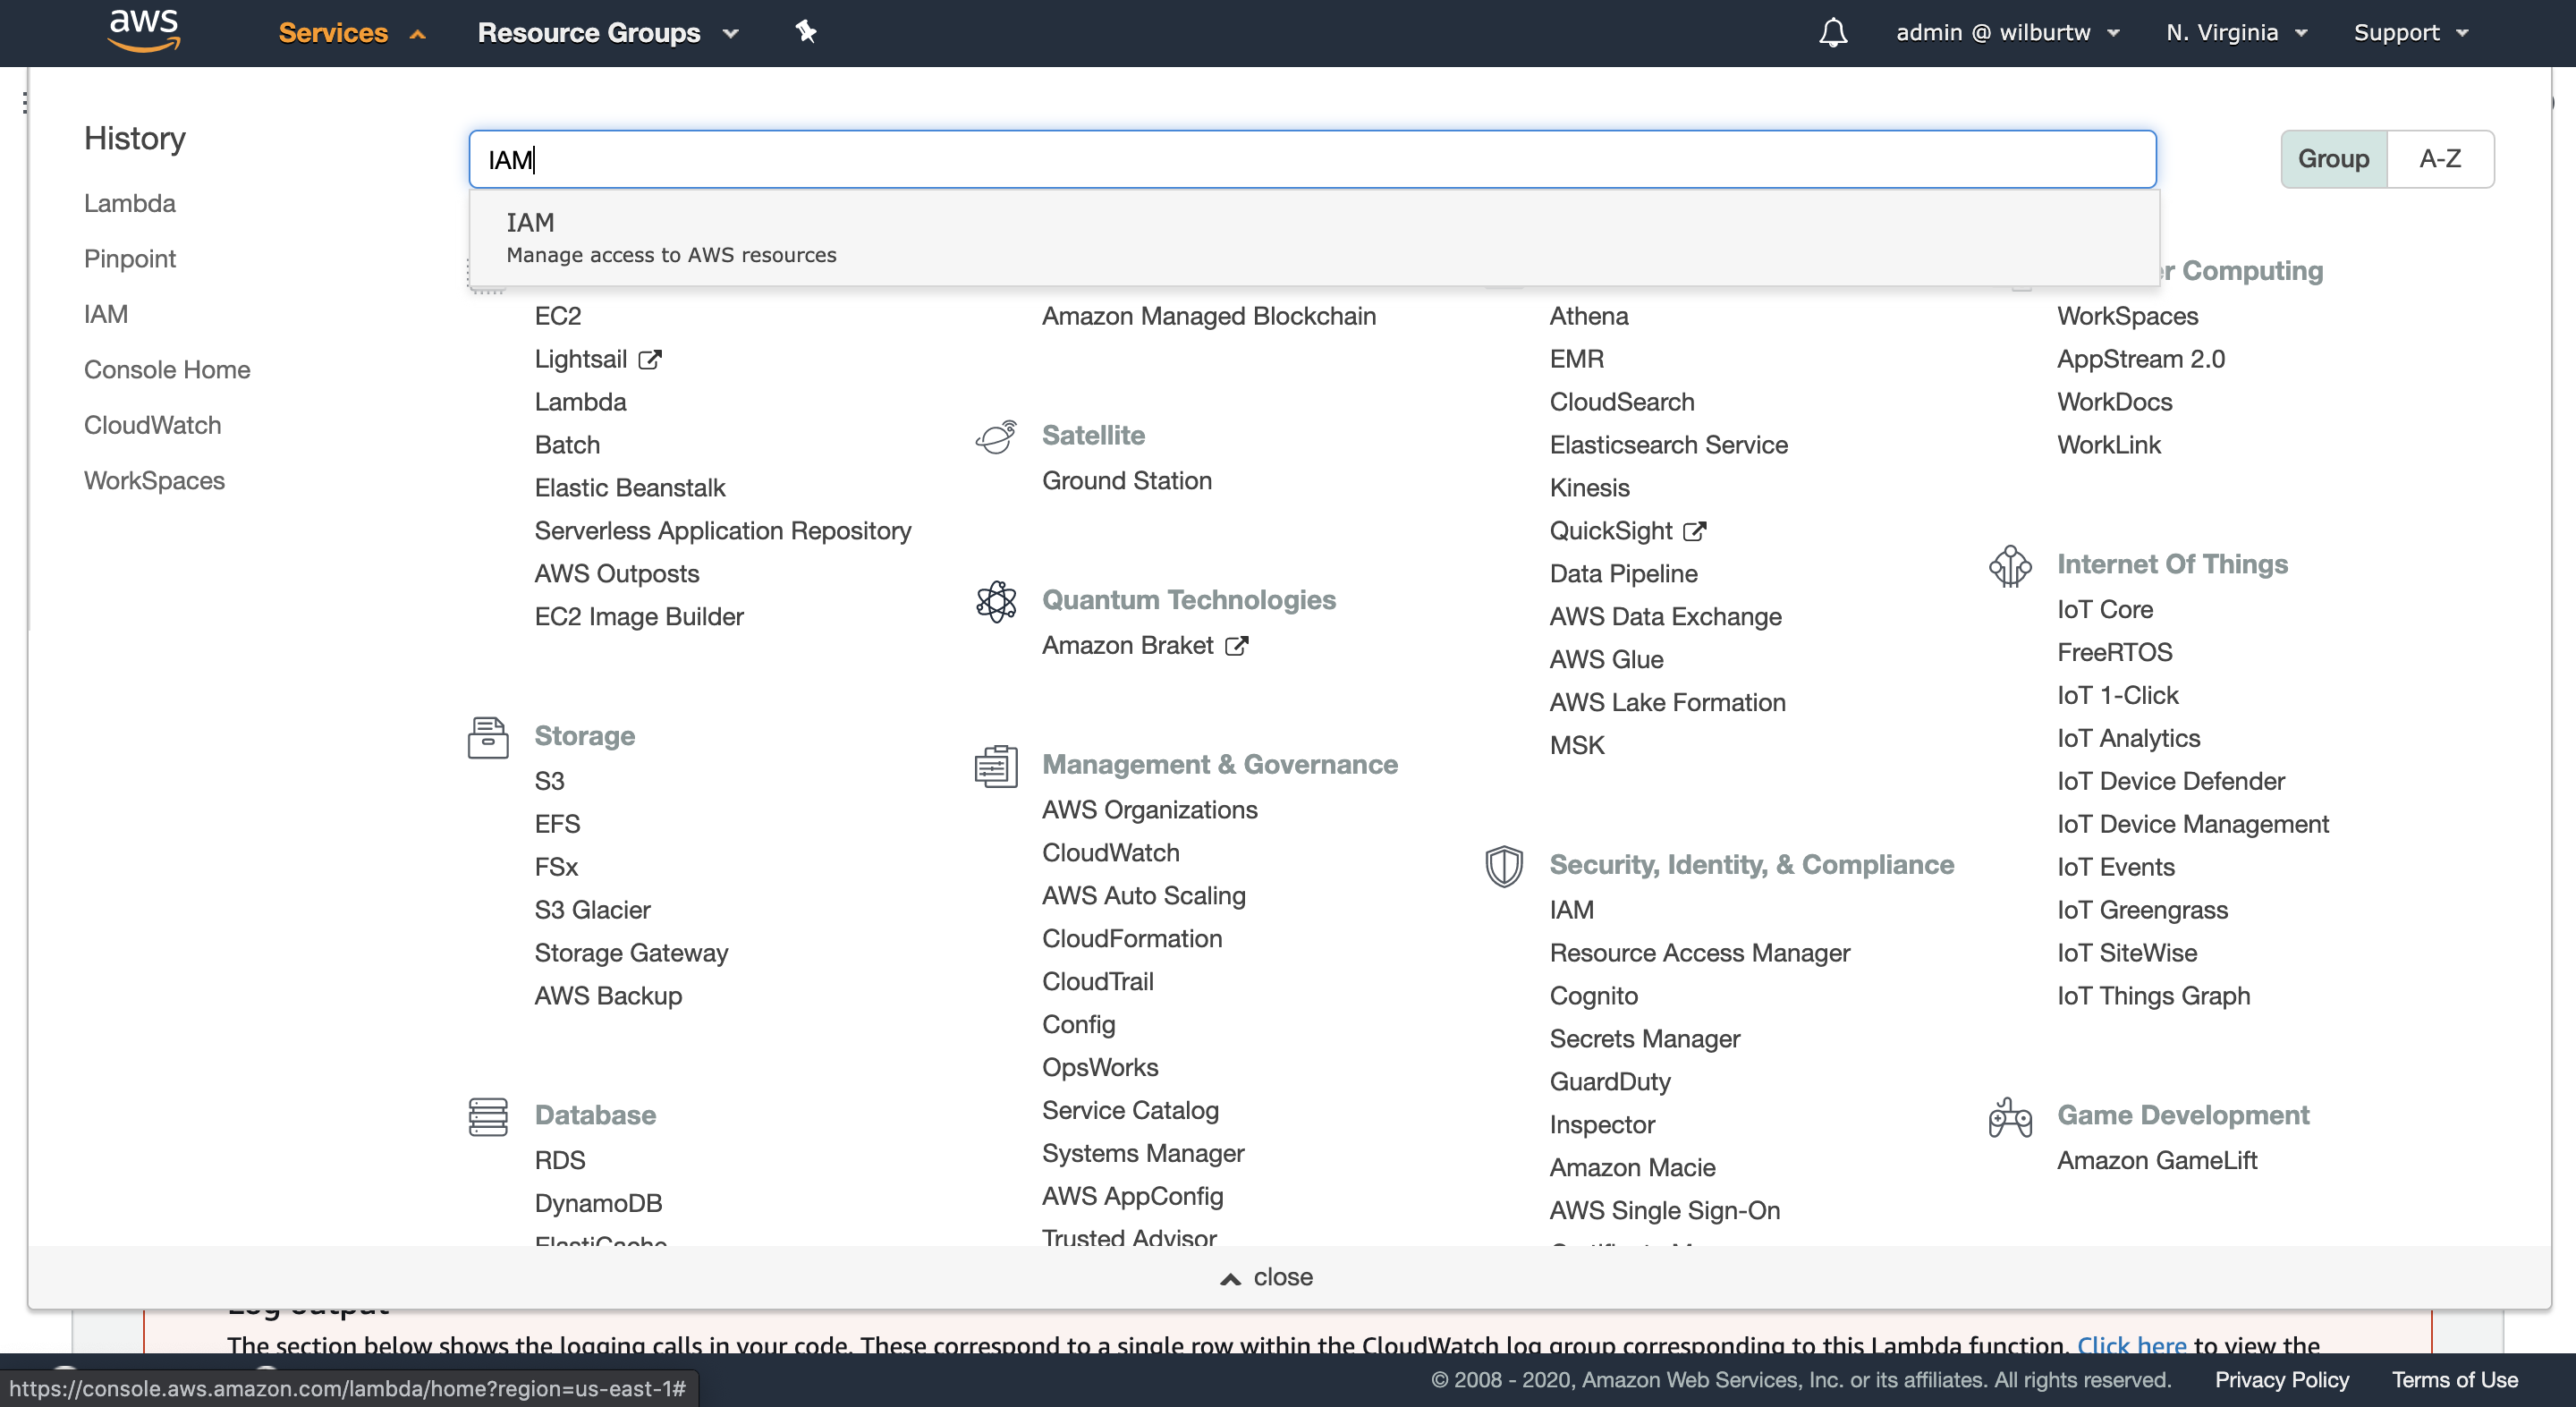 aws
Services
Resource Groups
admin @ wilburtw
N. Virginia
Support
History
Lambda
Pinpoint
IAM
Console Home
CloudWatch
WorkSpaces
IAM
Group
A-Z
IAM
Manage access to AWS resources
EC2
Lightsail
Lambda
Batch
Elastic Beanstalk
Serverless Application Repository
AWS Outposts
EC2 Image Builder
Storage
S3
EFS
FSx
S3 Glacier
Storage Gateway
AWS Backup
Database
RDS
DynamoDB
ElastiCache
Amazon Managed Blockchain
Satellite
Ground Station
Quantum Technologies
Amazon Braket
Management & Governance
AWS Organizations
CloudWatch
AWS Auto Scaling
CloudFormation
CloudTrail
Config
OpsWorks
Service Catalog
Systems Manager
AWS AppConfig
Trusted Advisor
Athena
EMR
CloudSearch
Elasticsearch Service
Kinesis
QuickSight
Data Pipeline
AWS Data Exchange
AWS Glue
AWS Lake Formation
MSK
Security, Identity, & Compliance
IAM
Resource Access Manager
Cognito
Secrets Manager
GuardDuty
Inspector
Amazon Macie
AWS Single Sign-On
Computing
WorkSpaces
AppStream 2.0
WorkDocs
WorkLink
Internet Of Things
IoT Core
FreeRTOS
IoT 1-Click
IoT Analytics
IoT Device Defender
IoT Device Management
IoT Events
IoT Greengrass
IoT SiteWise
IoT Things Graph
Game Development
Amazon GameLift
close
Log output
The section below shows the logging calls in your code. These correspond to a single row within the CloudWatch log group corresponding to this Lambda function. Click here to view the
https://console.aws.amazon.com/lambda/home?region=us-east-1#
© 2008 - 2020, Amazon Web Services, Inc. or its affiliates. All rights reserved.
Privacy Policy
Terms of Use